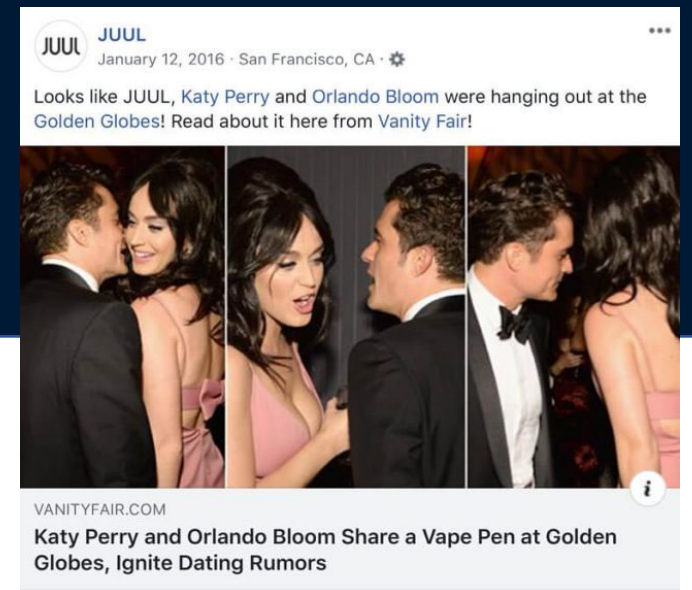 JUUL
JUUL
January 12, 2016 · San Francisco, CA ·
Looks like JUUL, Katy Perry and Orlando Bloom were hanging out at the
Golden Globes! Read about it here from Vanity Fair!
i
VANITYFAIR.COM
Katy Perry and Orlando Bloom Share a Vape Pen at Golden
Globes, Ignite Dating Rumors